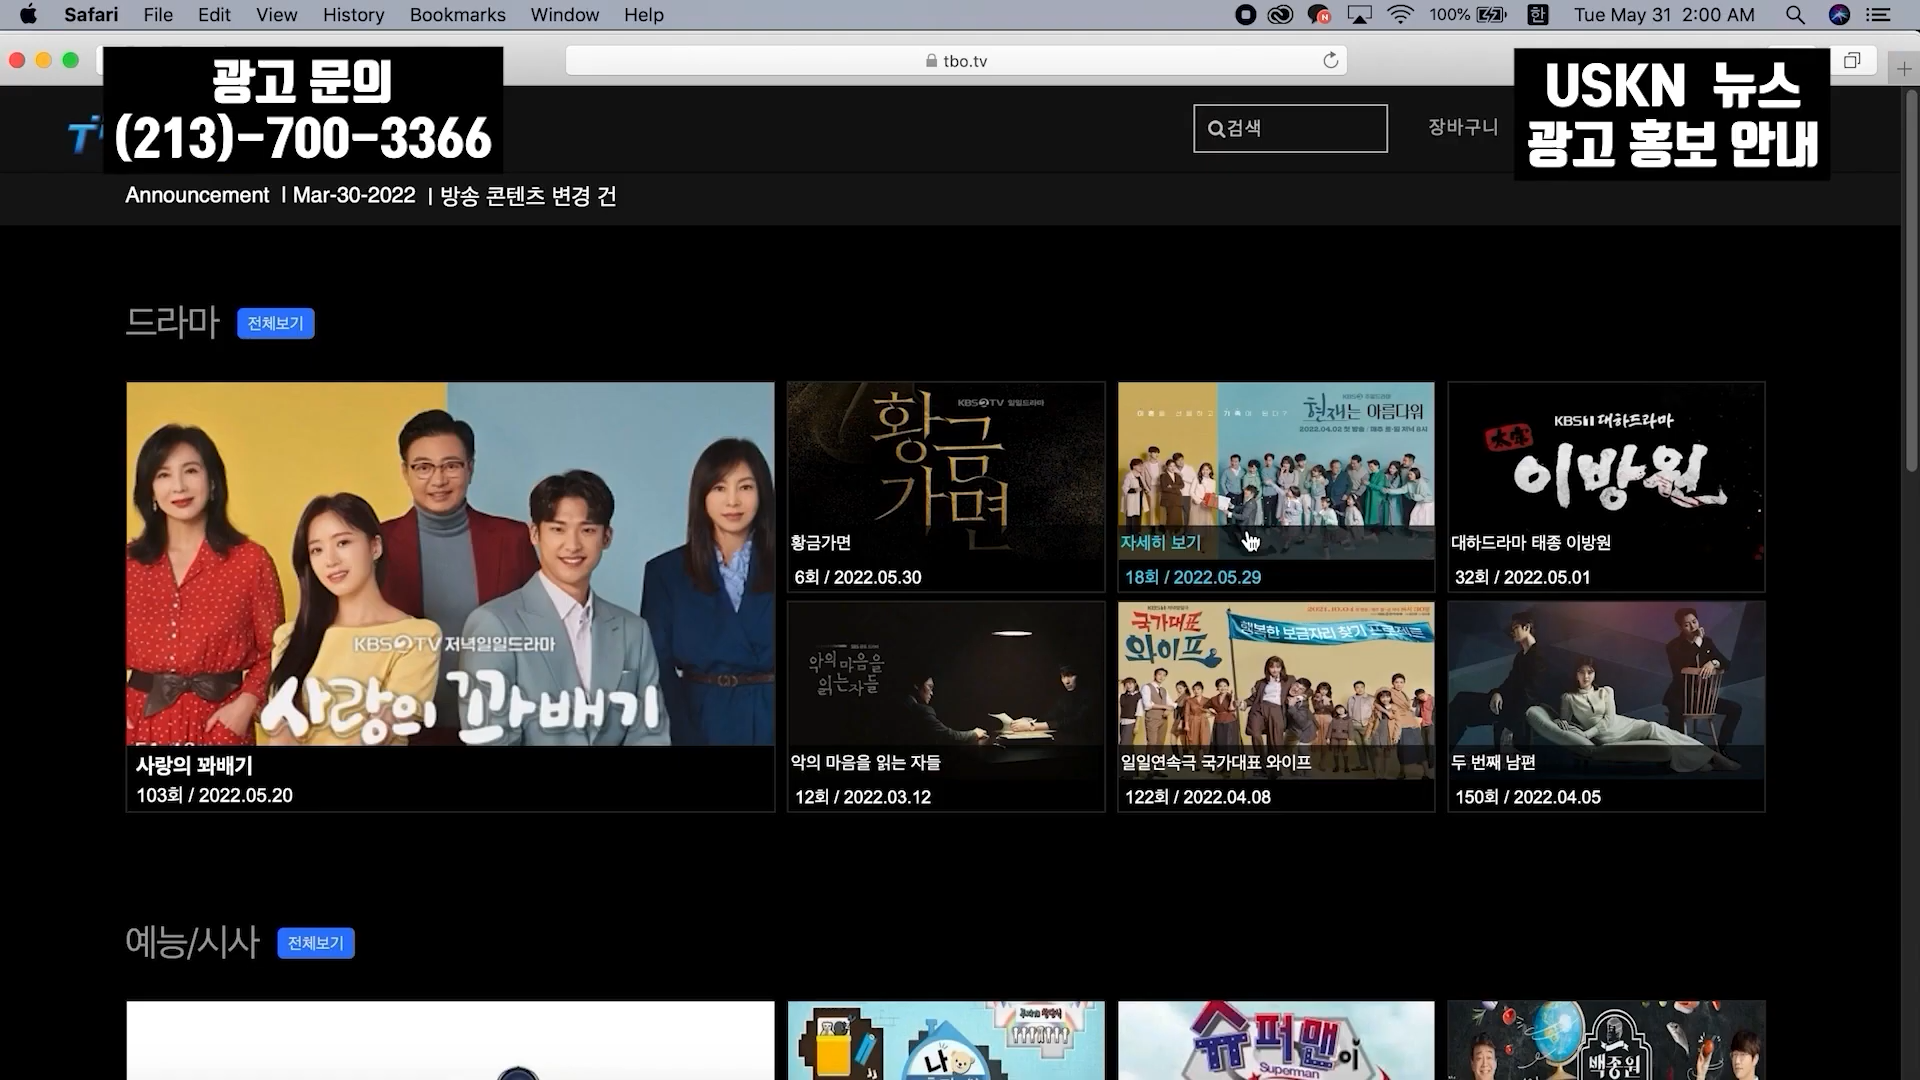 Safari File Edit View History Bookmarks Window Help
100% 한 Tue May 31 2:00 AM
광고 문의
(213)-700-3366
tbo.tv
USKN 뉴스
광고 홍보 안내
검색
장바구니
Announcement | Mar-30-2022 | 방송 콘텐츠 변경 건
드라마 전체보기
KBS2TV 저녁일일드라마
사랑의 꽈배기
사랑의 꽈배기
103회 / 2022.05.20
KBS2TV 일일드라마
황금
가면
황금가면
6회 / 2022.05.30
현재는 아름다워
자세히 보기
18회 / 2022.05.29
KBS1 대하드라마
이방원
대하드라마 태종 이방원
32회 / 2022.05.01
악의 마음을
읽는 자들
악의 마음을 읽는 자들
12회 / 2022.03.12
국가대표
와이프
행복한 보금자리 찾기 프로젝트
일일연속극 국가대표 와이프
122회 / 2022.04.08
두 번째 남편
150회 / 2022.04.05
예능/시사 전체보기
나
슈퍼맨이
Superman
백종원